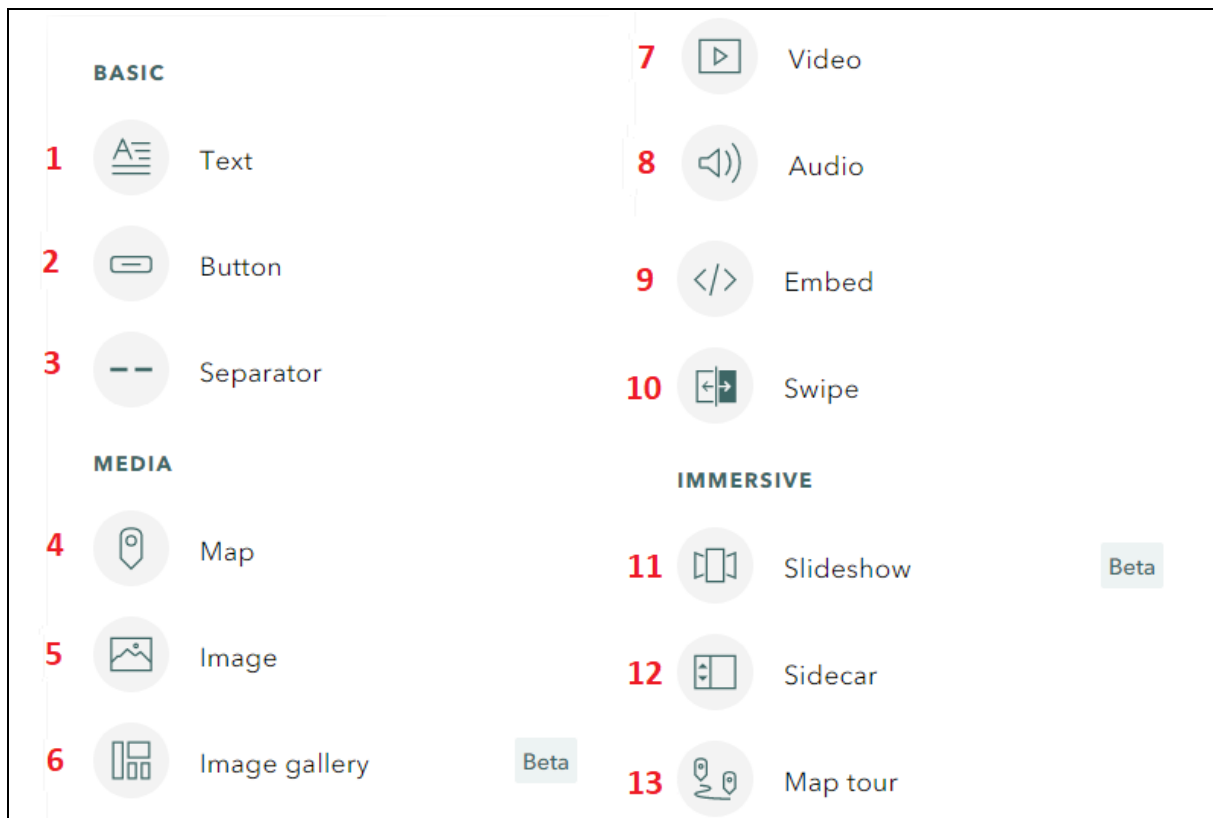 BASIC
1 Text
2 Button
3 Separator
MEDIA
4 Map
5 Image
6 Image gallery Beta
7 Video
8 Audio
9 Embed
10 Swipe
IMMERSIVE
11 Slideshow Beta
12 Sidecar
13 Map tour